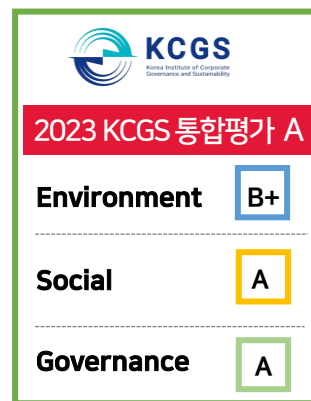 KCGS
Korea Institute of Corporate
Governance and Sustainability
2023 KCGS 통합평가 A
Environment B+
Social A
Governance A